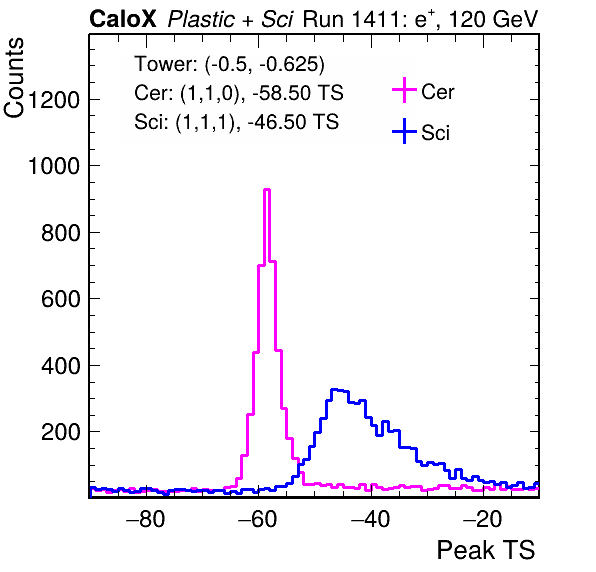 CaloX Plastic + Sci Run 1411: e+, 120 GeV
Counts
Tower: (-0.5, -0.625)
Cer: (1,1,0), -58.50 TS
Sci: (1,1,1), -46.50 TS
Cer
Sci
1200
1000
800
600
400
200
−80 −60 −40 −20
Peak TS